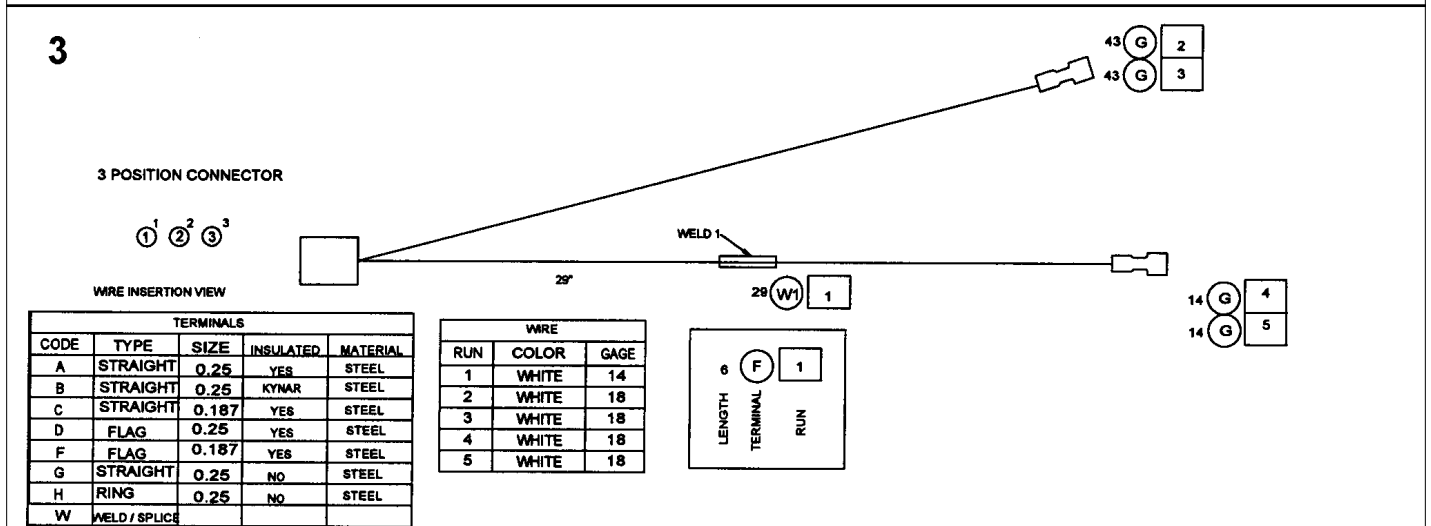 3
43 G 2
43 G 3
3 POSITION CONNECTOR
1 1 2 2 3 3
WELD 1
29"
29 W1 1
14 G 4
14 G 5
WIRE INSERTION VIEW
TERMINALS
CODE TYPE SIZE INSULATED MATERIAL
A STRAIGHT 0.25 YES STEEL
B STRAIGHT 0.25 KYNAR STEEL
C STRAIGHT 0.187 YES STEEL
D FLAG 0.25 YES STEEL
F FLAG 0.187 YES STEEL
G STRAIGHT 0.25 NO STEEL
H RING 0.25 NO STEEL
W WELD / SPLICE
WIRE
RUN COLOR GAGE
1 WHITE 14
2 WHITE 18
3 WHITE 18
4 WHITE 18
5 WHITE 18
6 F 1
LENGTH
TERMINAL
RUN